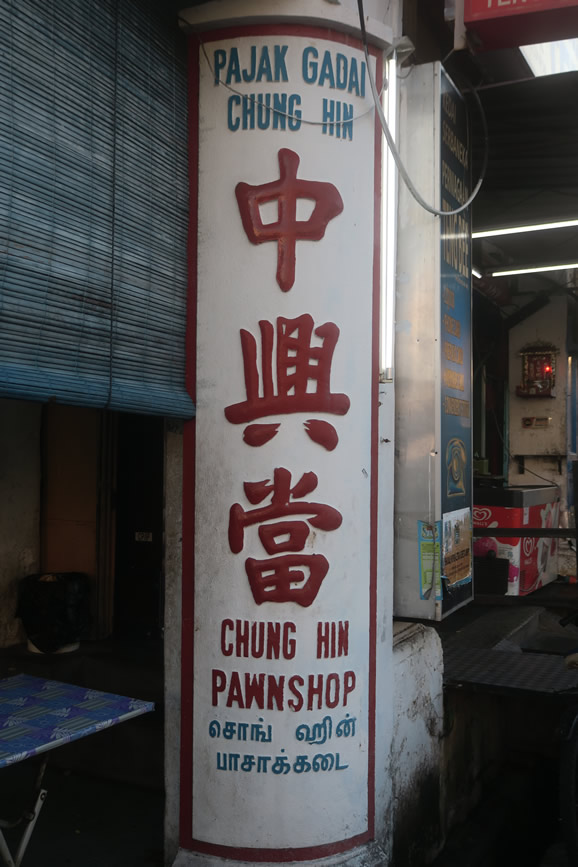 PAJAK GADAI
CHUNG HIN
中
興
當
CHUNG HIN
PAWNSHOP
சொங் ஹின்
பாசாக்கடை